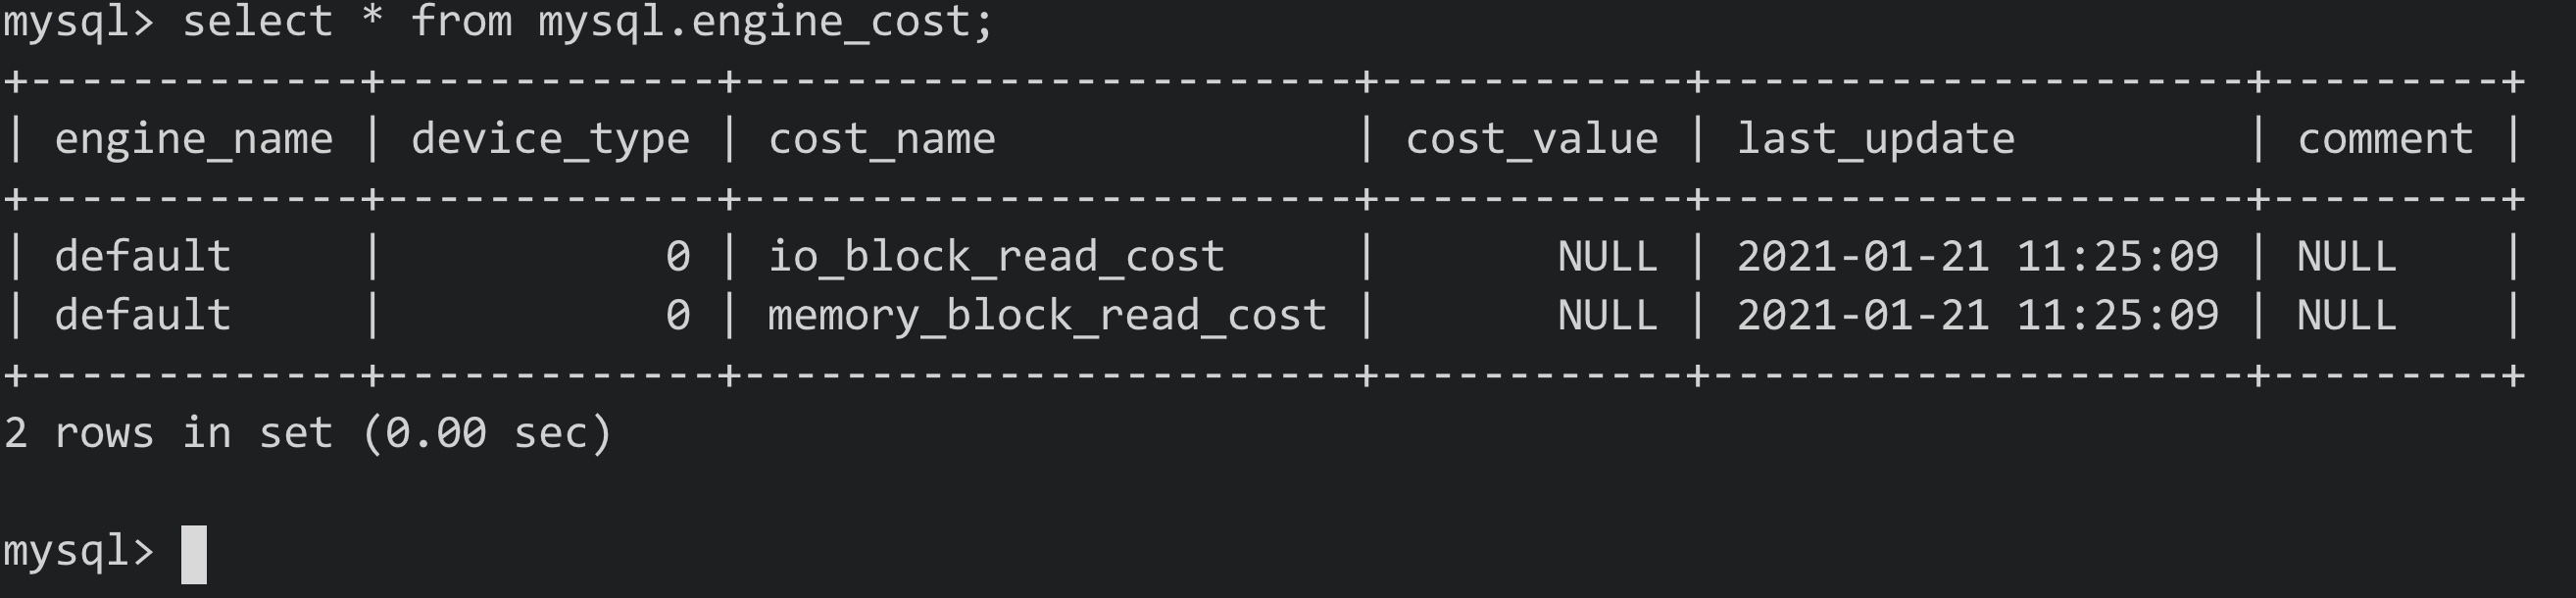 mysql> select * from mysql.engine_cost;
+-------------+-------------+------------------------+------------+---------------------+---------+
| engine_name | device_type | cost_name              | cost_value | last_update         | comment |
+-------------+-------------+------------------------+------------+---------------------+---------+
| default     |           0 | io_block_read_cost     |       NULL | 2021-01-21 11:25:09 | NULL    |
| default     |           0 | memory_block_read_cost |       NULL | 2021-01-21 11:25:09 | NULL    |
+-------------+-------------+------------------------+------------+---------------------+---------+
2 rows in set (0.00 sec)
mysql>